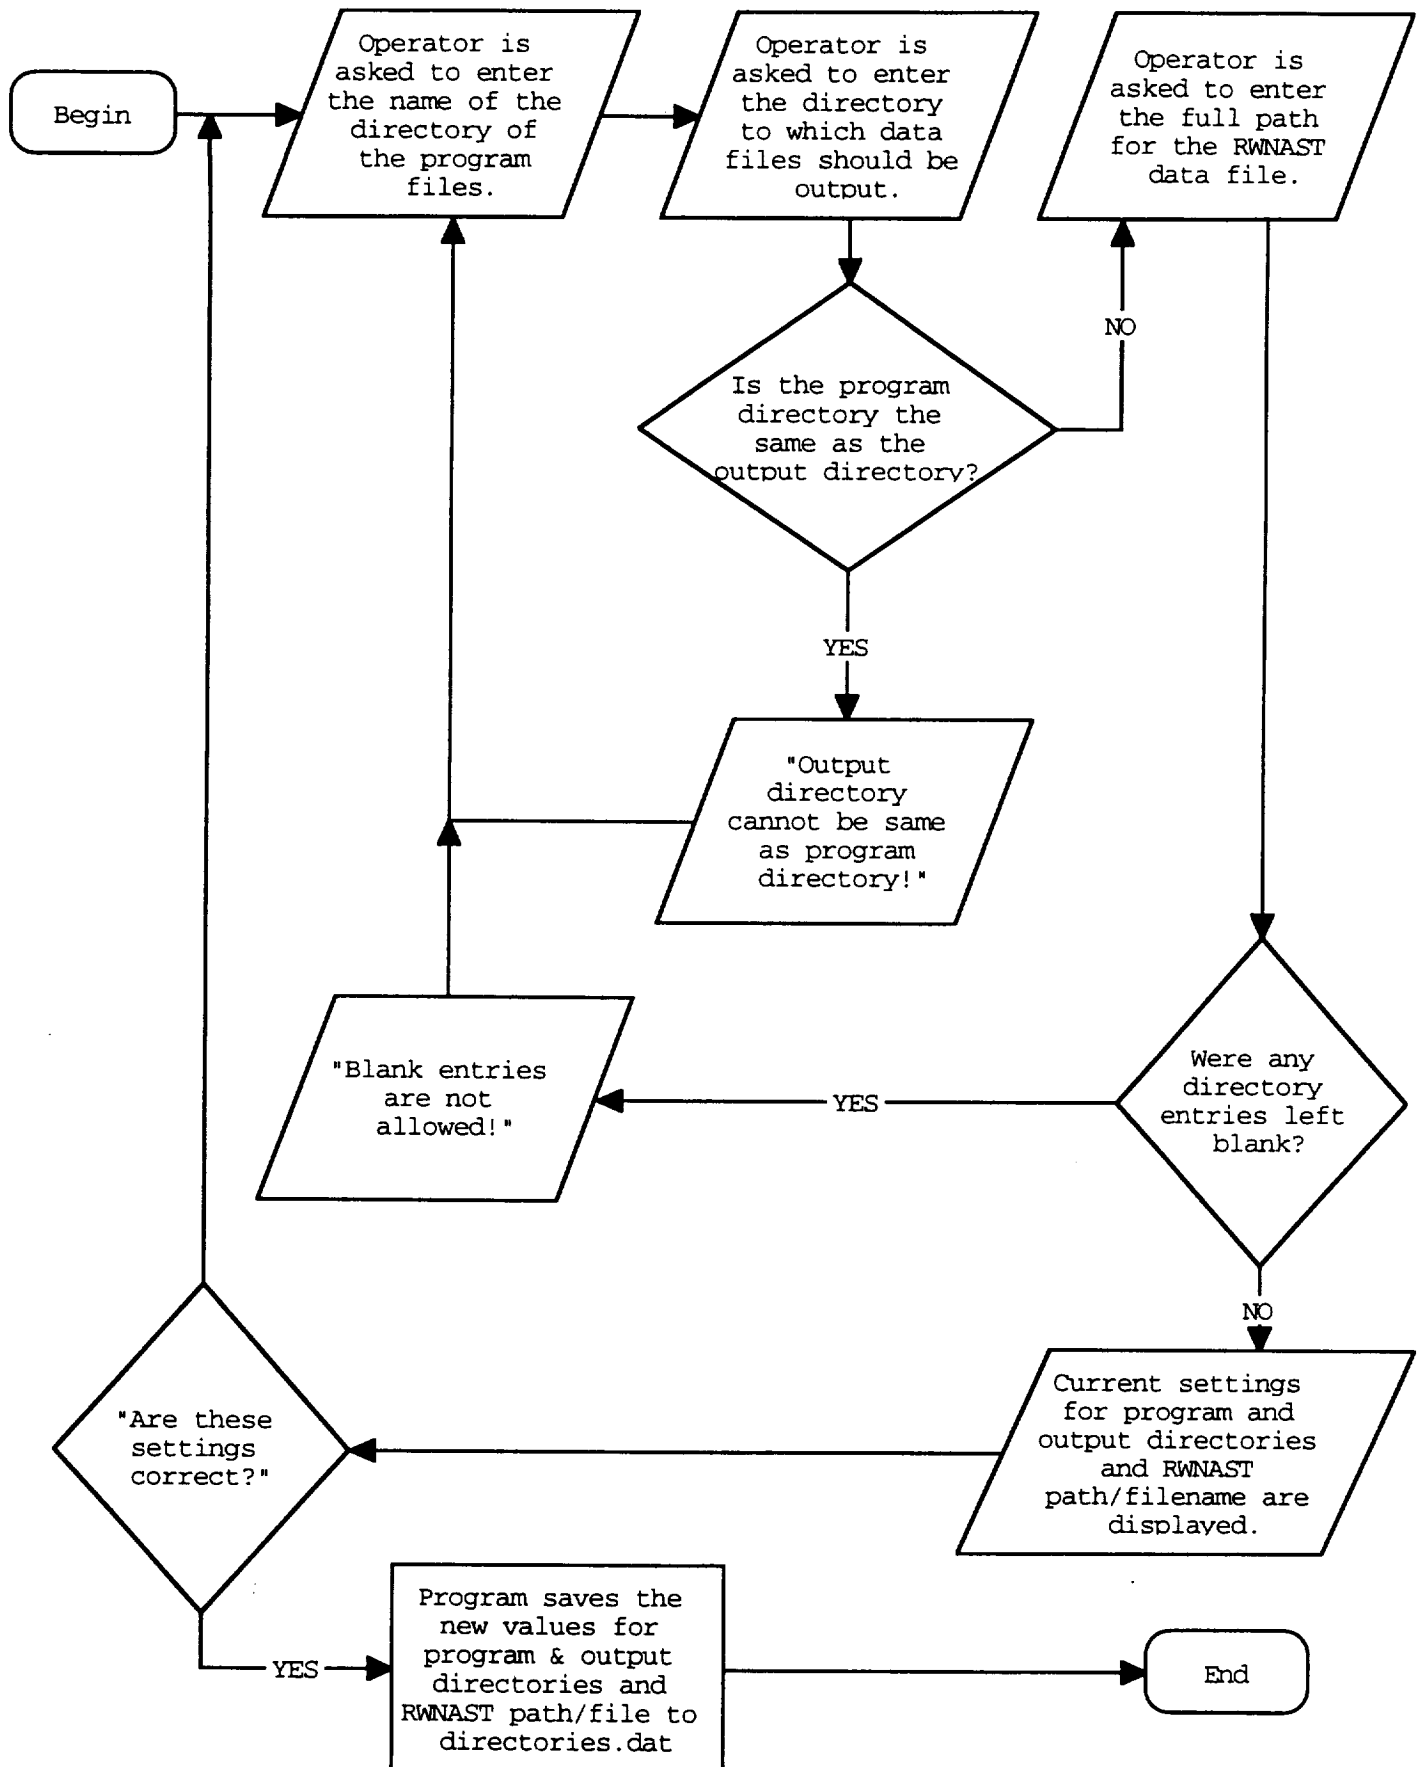 Begin
Operator is
asked to enter
the name of the
directory of
the program
files.
Operator is
asked to enter
the directory
to which data
files should be
output.
Operator is
asked to enter
the full path
for the RWNAST
data file.
NO
Is the program
directory the
same as the
output directory?
YES
"Output
directory
cannot be same
as program
directory!"
"Blank entries
are not
allowed!"
YES
Were any
directory
entries left
blank?
NO
Current settings
for program and
output directories
and RWNAST
path/filename are
displayed.
"Are these
settings
correct?"
YES
Program saves the
new values for
program & output
directories and
RWNAST path/file to
directories.dat
End